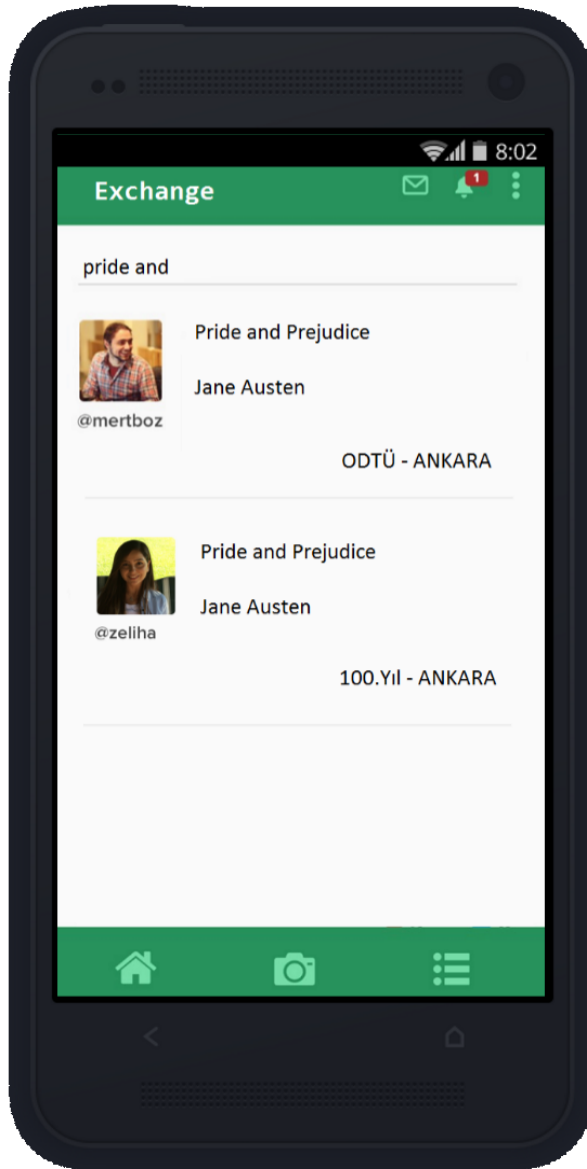 8:02
Exchange
1
pride and
Pride and Prejudice
Jane Austen
@mertboz
ODTÜ - ANKARA
Pride and Prejudice
Jane Austen
@zeliha
100.Yıl - ANKARA